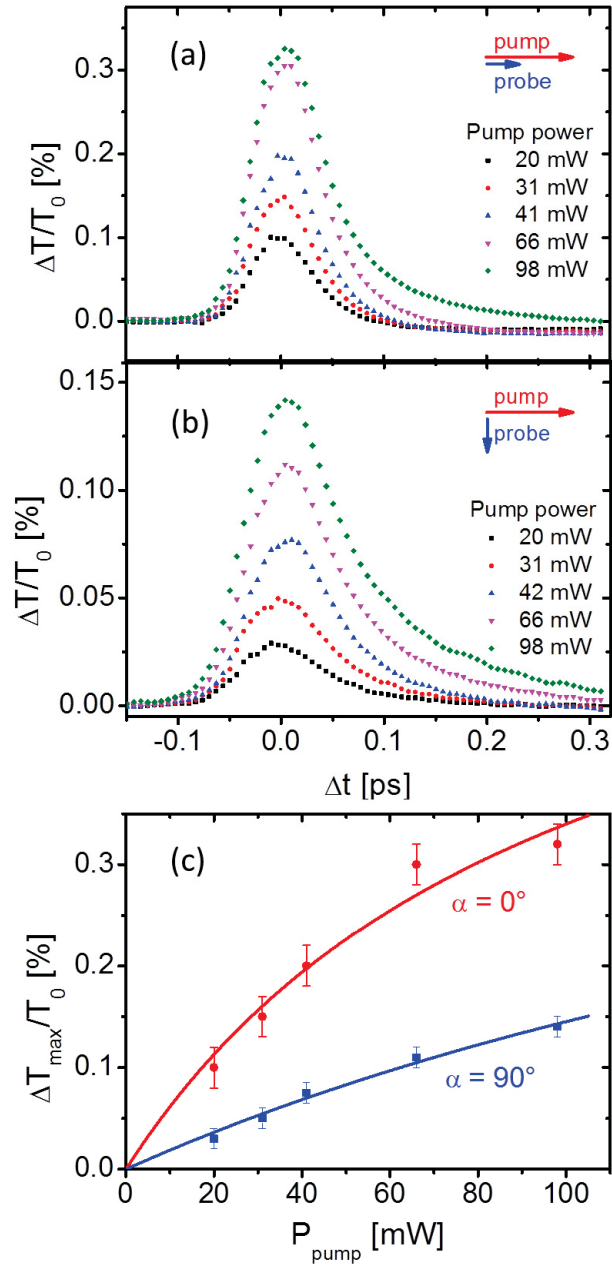 (a)
pump
probe
Pump power
20 mW
31 mW
41 mW
66 mW
98 mW
ΔT/T₀ [%]
0.3
0.2
0.1
0.0
(b)
pump
probe
Pump power
20 mW
31 mW
42 mW
66 mW
98 mW
ΔT/T₀ [%]
0.15
0.10
0.05
0.00
-0.1 0.0 0.1 0.2 0.3
Δt [ps]
(c)
α = 0°
α = 90°
ΔTmax/T₀ [%]
0.3
0.2
0.1
0.0
0 20 40 60 80 100
Ppump [mW]